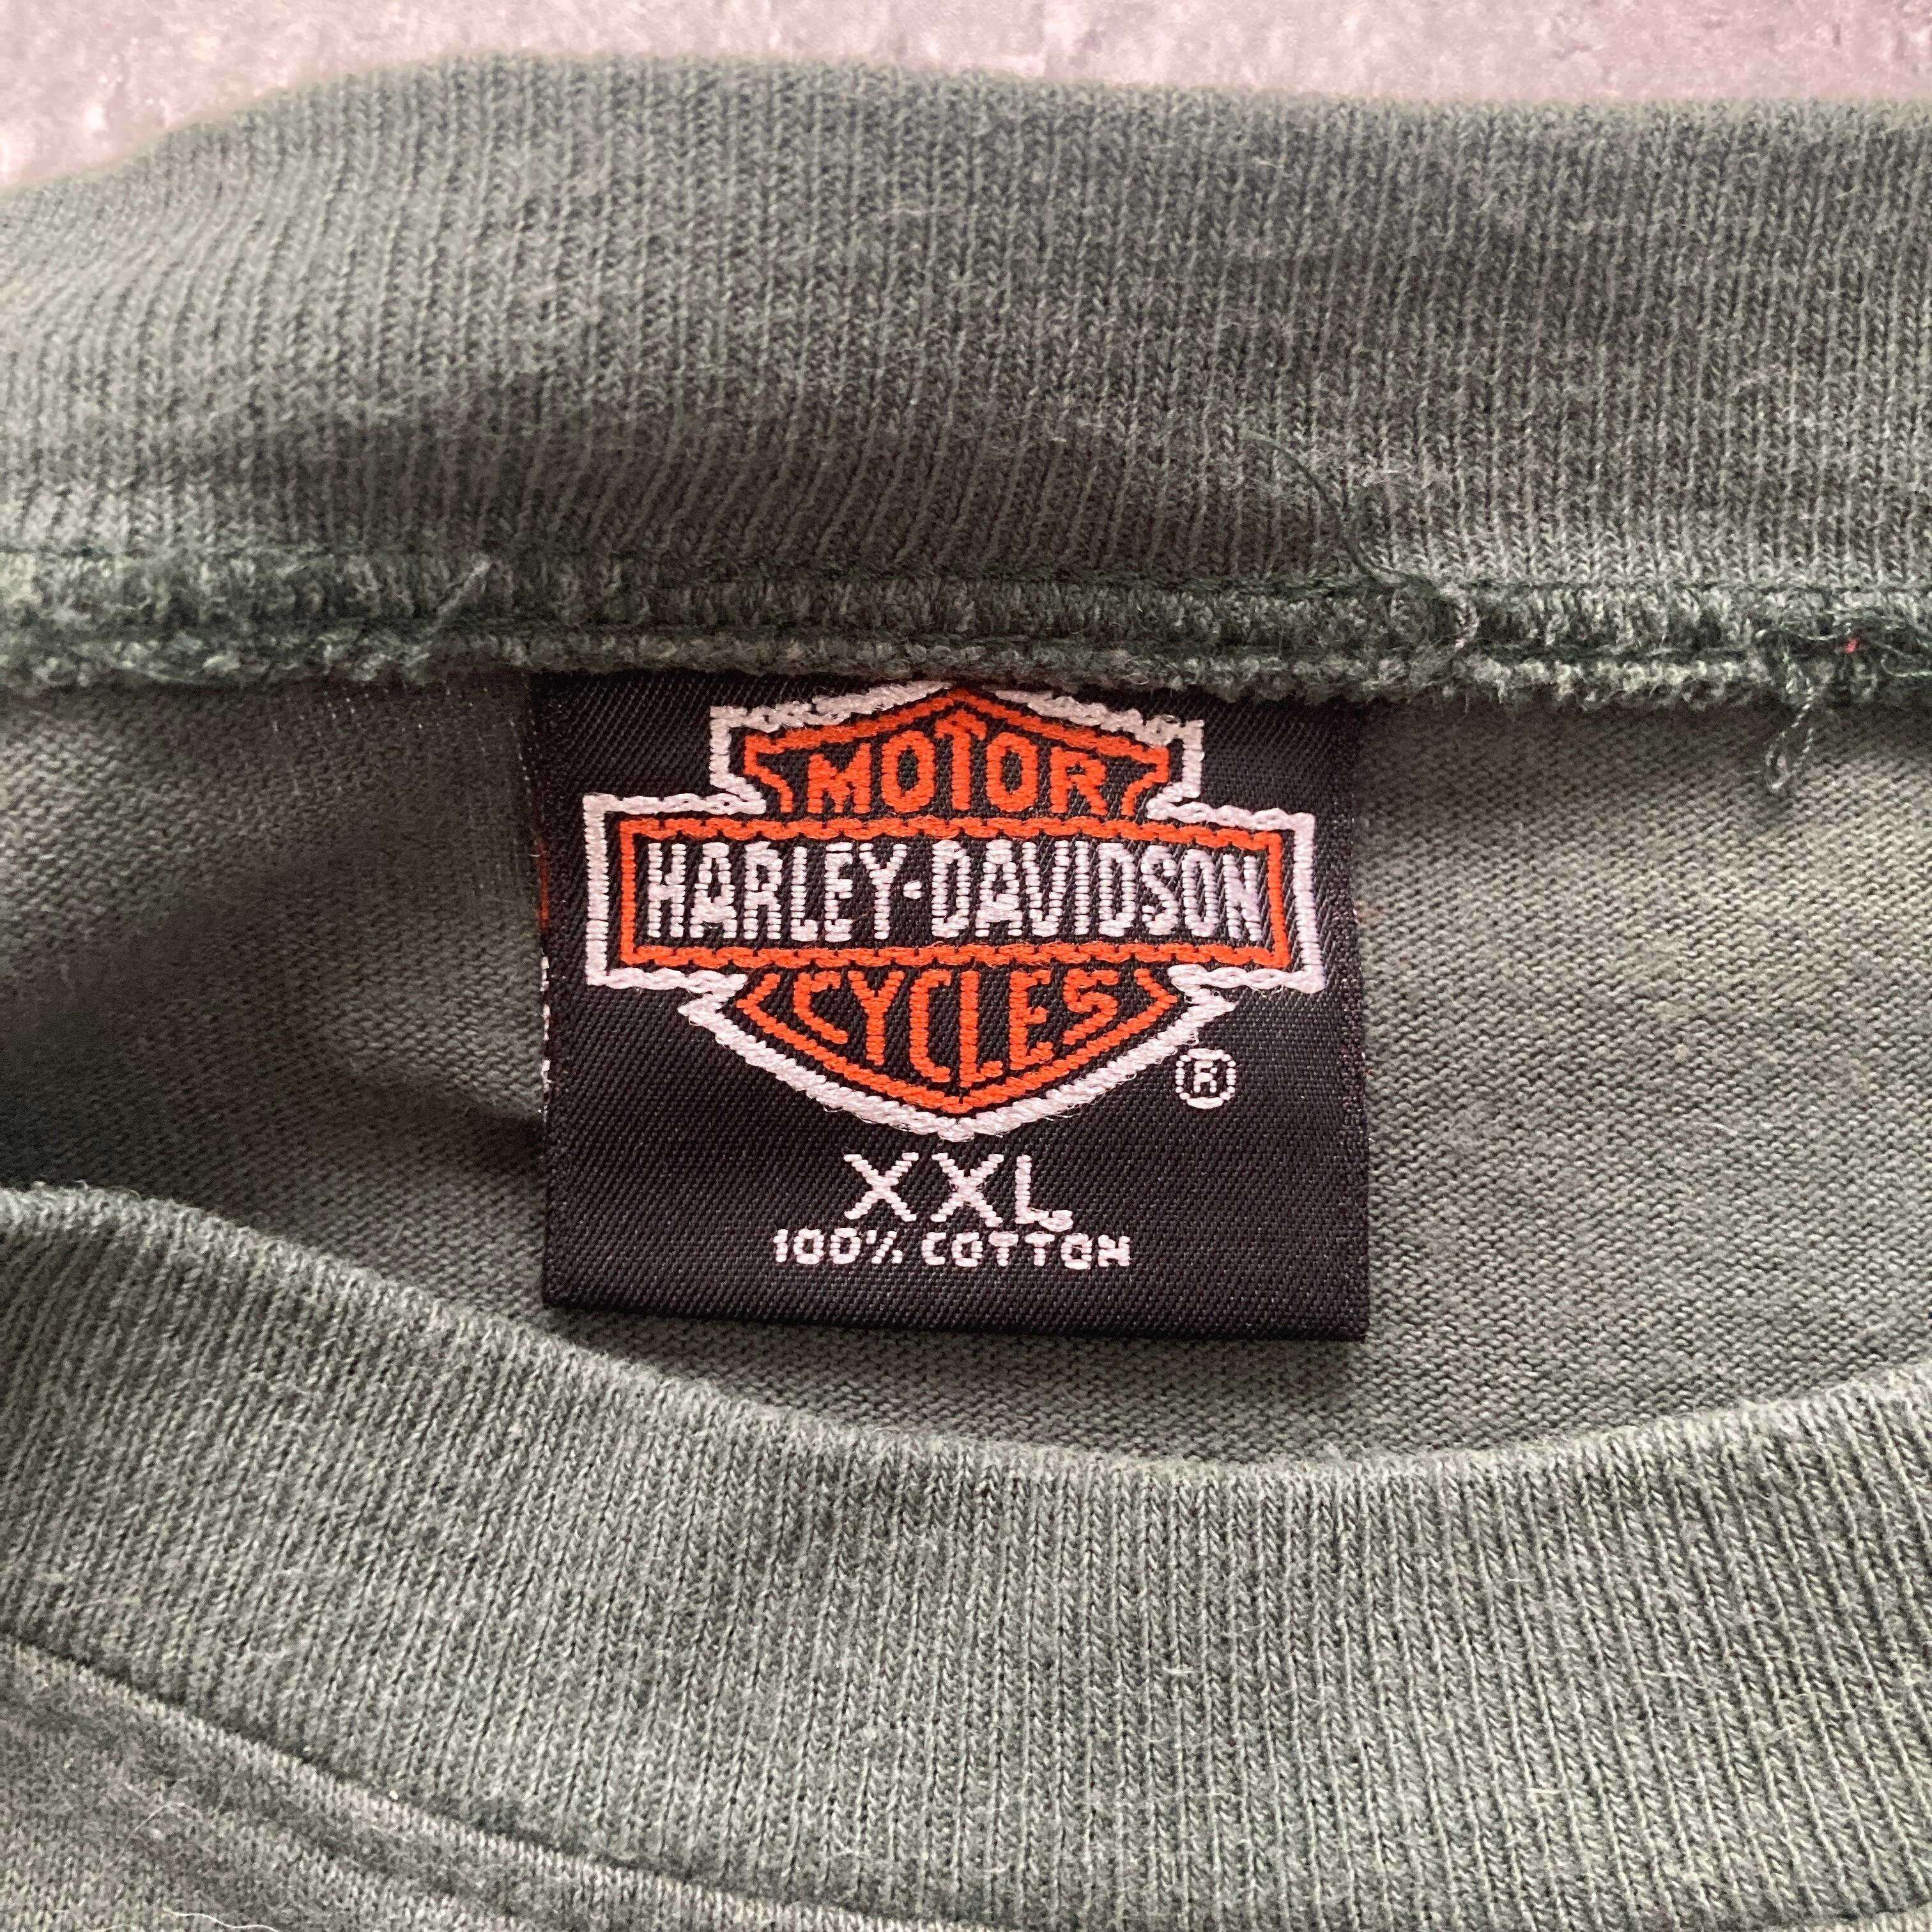 MOTOR
HARLEY-DAVIDSON
CYCLES
®
XXL
100% COTTON